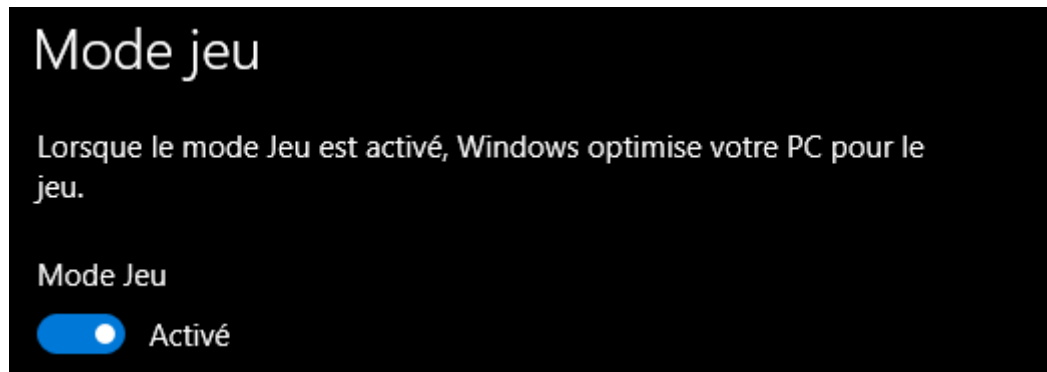 Mode jeu
Lorsque le mode Jeu est activé, Windows optimise votre PC pour le
jeu.
Mode Jeu
Activé